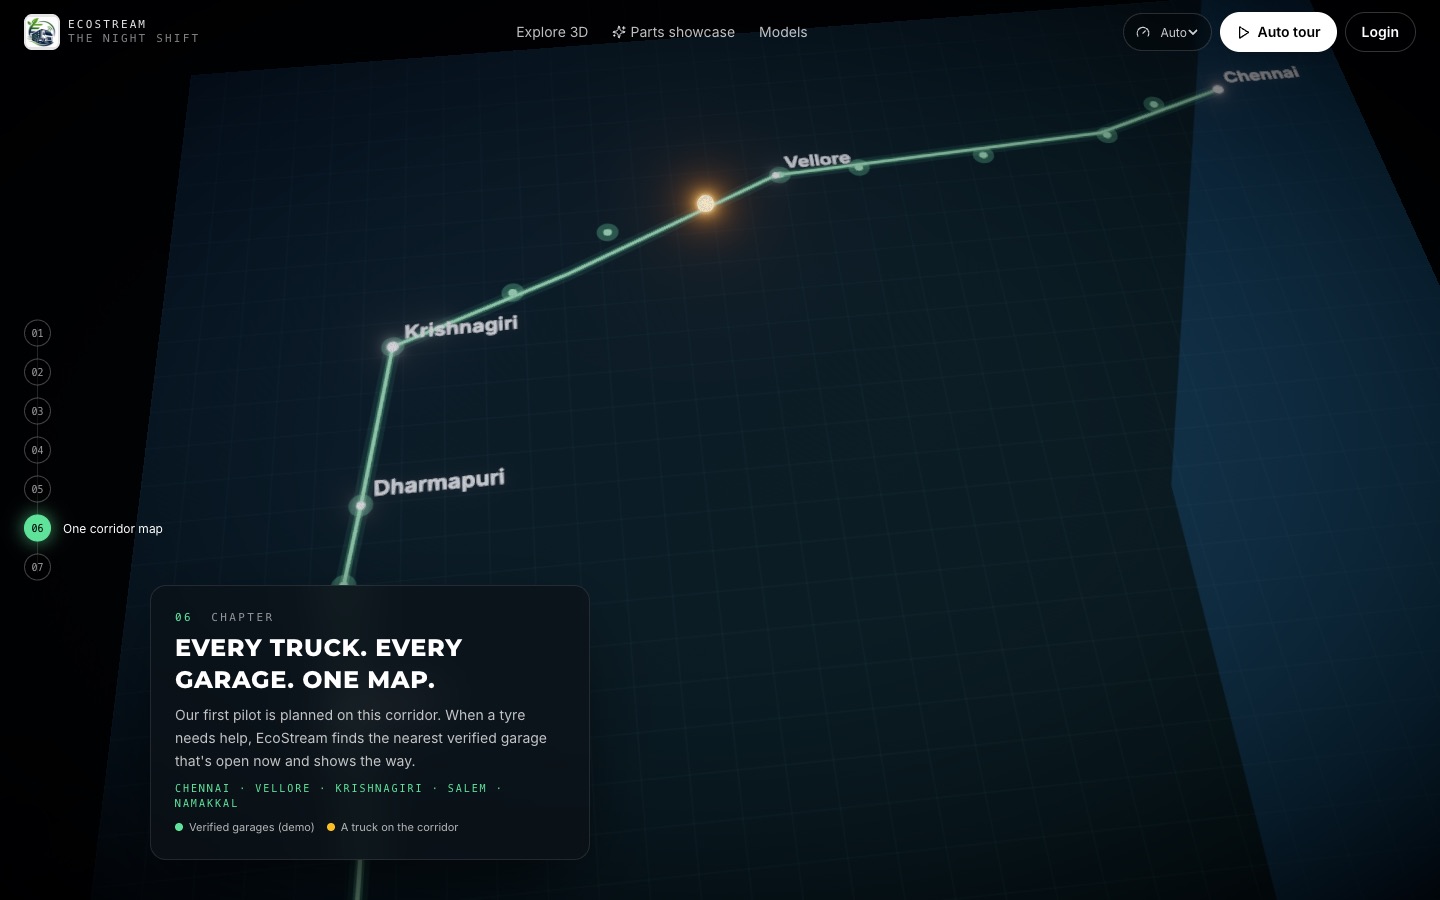 ECOSTREAM
THE NIGHT SHIFT
Explore 3D
Parts showcase
Models
Auto
Auto tour
Login
Chennai
Vellore
Krishnagiri
Dharmapuri
01
02
03
04
05
06 One corridor map
07
06 CHAPTER
EVERY TRUCK. EVERY
GARAGE. ONE MAP.
Our first pilot is planned on this corridor. When a tyre
needs help, EcoStream finds the nearest verified garage
that's open now and shows the way.
CHENNAI · VELLORE · KRISHNAGIRI · SALEM ·
NAMAKKAL
Verified garages (demo)
A truck on the corridor